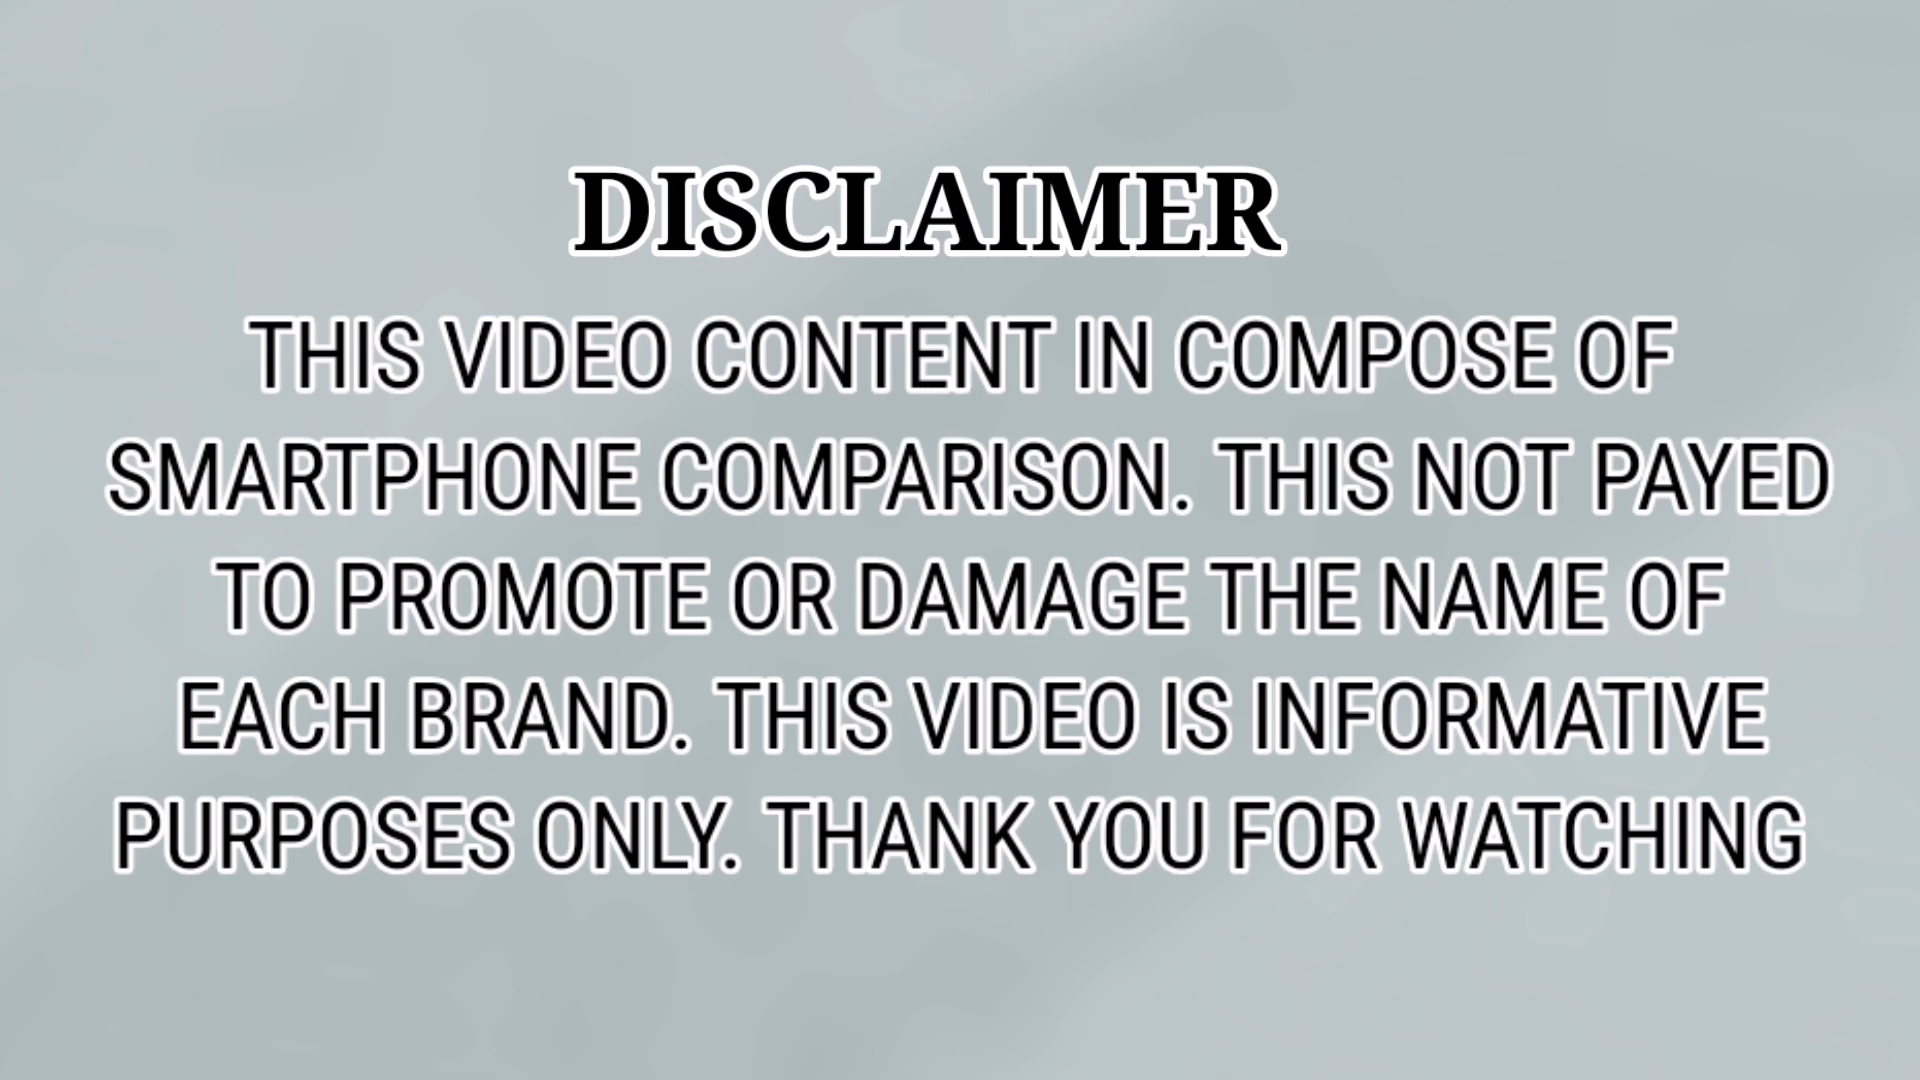 DISCLAIMER
THIS VIDEO CONTENT IN COMPOSE OF
SMARTPHONE COMPARISON. THIS NOT PAYED
TO PROMOTE OR DAMAGE THE NAME OF
EACH BRAND. THIS VIDEO IS INFORMATIVE
PURPOSES ONLY. THANK YOU FOR WATCHING